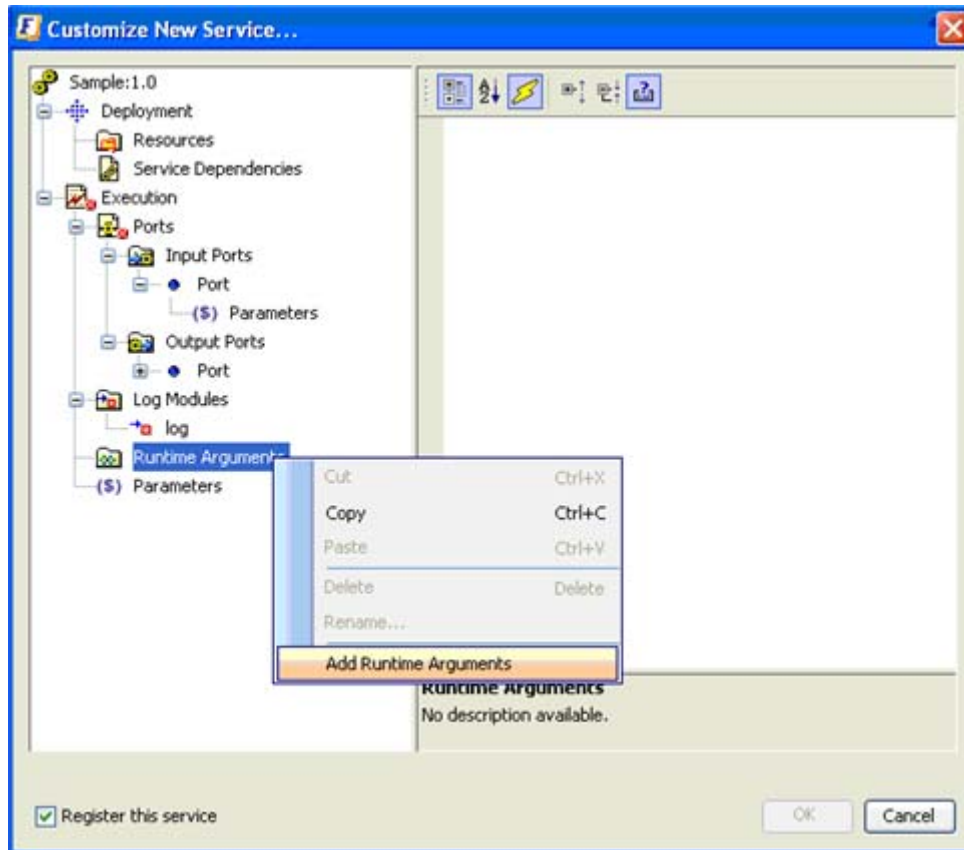 Customize New Service...
Sample:1.0
Deployment
Resources
Service Dependencies
Execution
Ports
Input Ports
Port
($) Parameters
Output Ports
Port
Log Modules
log
Runtime Arguments
($) Parameters
Cut Ctrl+X
Copy Ctrl+C
Paste Ctrl+V
Delete Delete
Rename...
Add Runtime Arguments
Runtime Arguments
No description available.
Register this service
OK Cancel